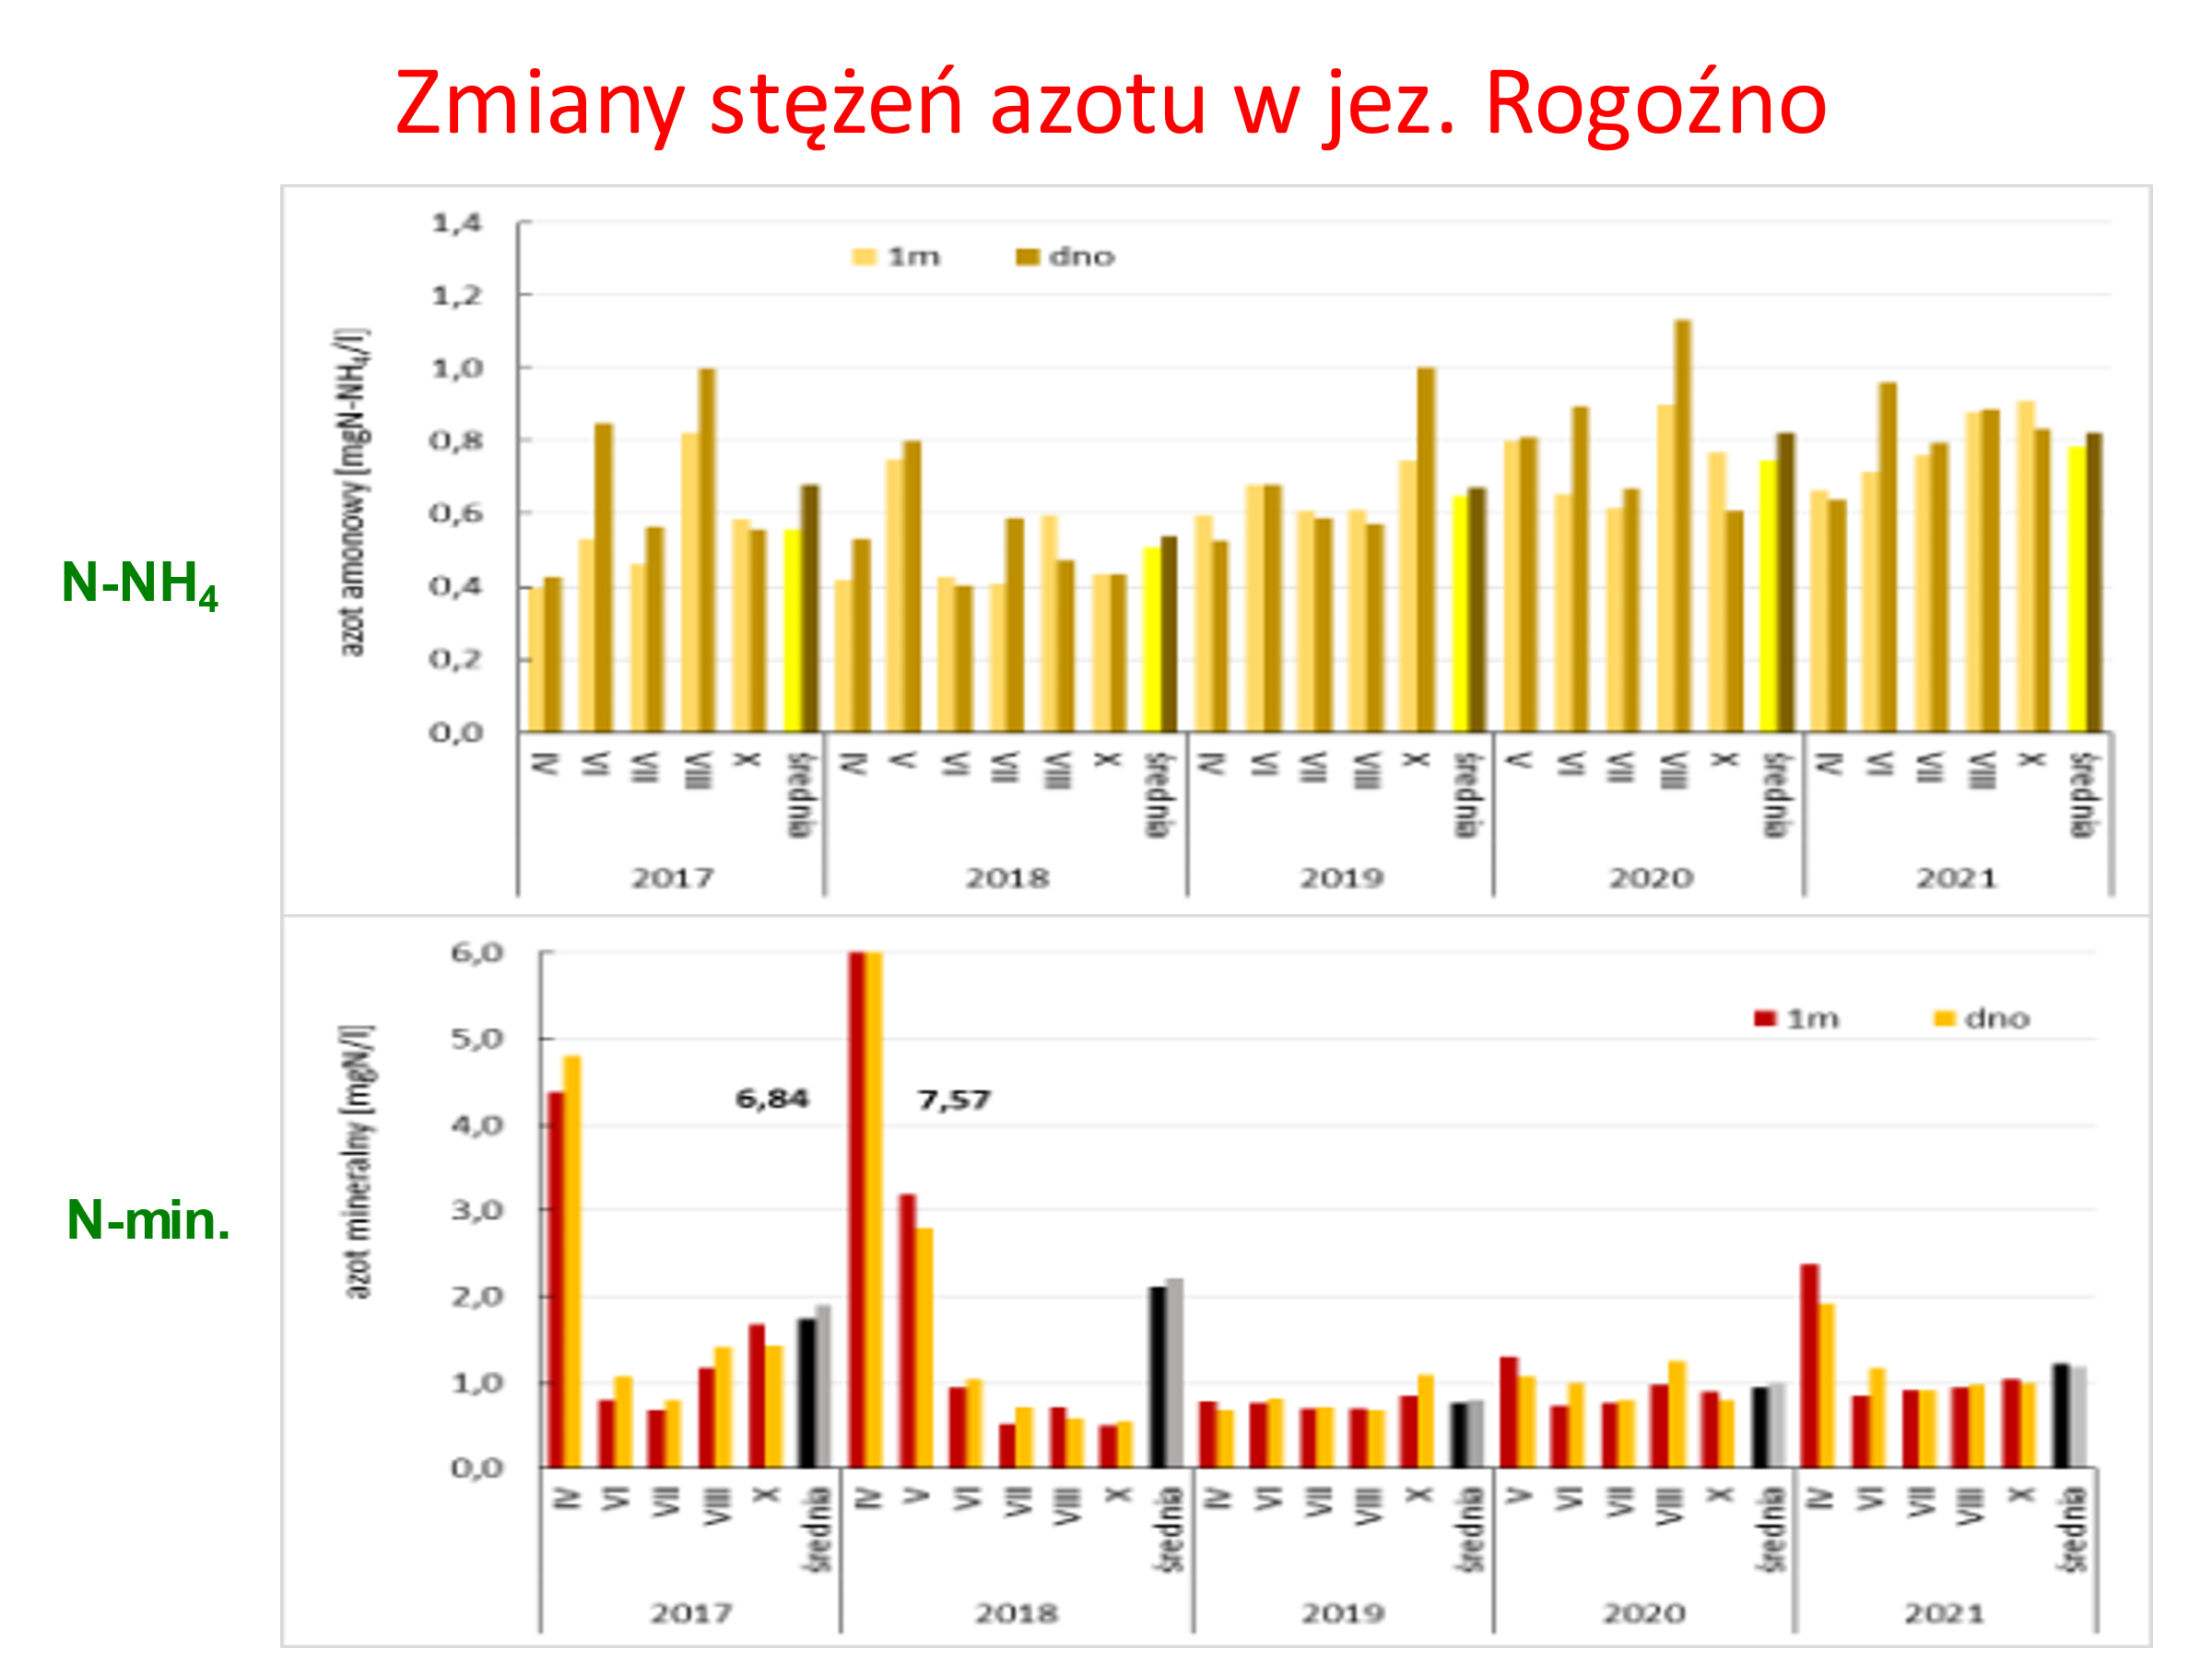 Zmiany stężeń azotu w jez. Rogoźno
N-NH₄
azot amonowy [mgN-NH₄/l]
1,4
1,2
1,0
0,8
0,6
0,4
0,2
0,0
1m dno
IV VI VII VIII X średnia IV V VI VII VIII X średnia IV VI VII VIII X średnia V VI VII VIII X średnia IV VI VII VIII X średnia
2017 2018 2019 2020 2021
N-min.
azot mineralny [mgN/l]
6,0
5,0
4,0
3,0
2,0
1,0
0,0
1m dno
6,84 7,57
IV VI VII VIII X średnia IV V VI VII VIII X średnia IV VI VII VIII X średnia V VI VII VIII X średnia IV VI VII VIII X średnia
2017 2018 2019 2020 2021